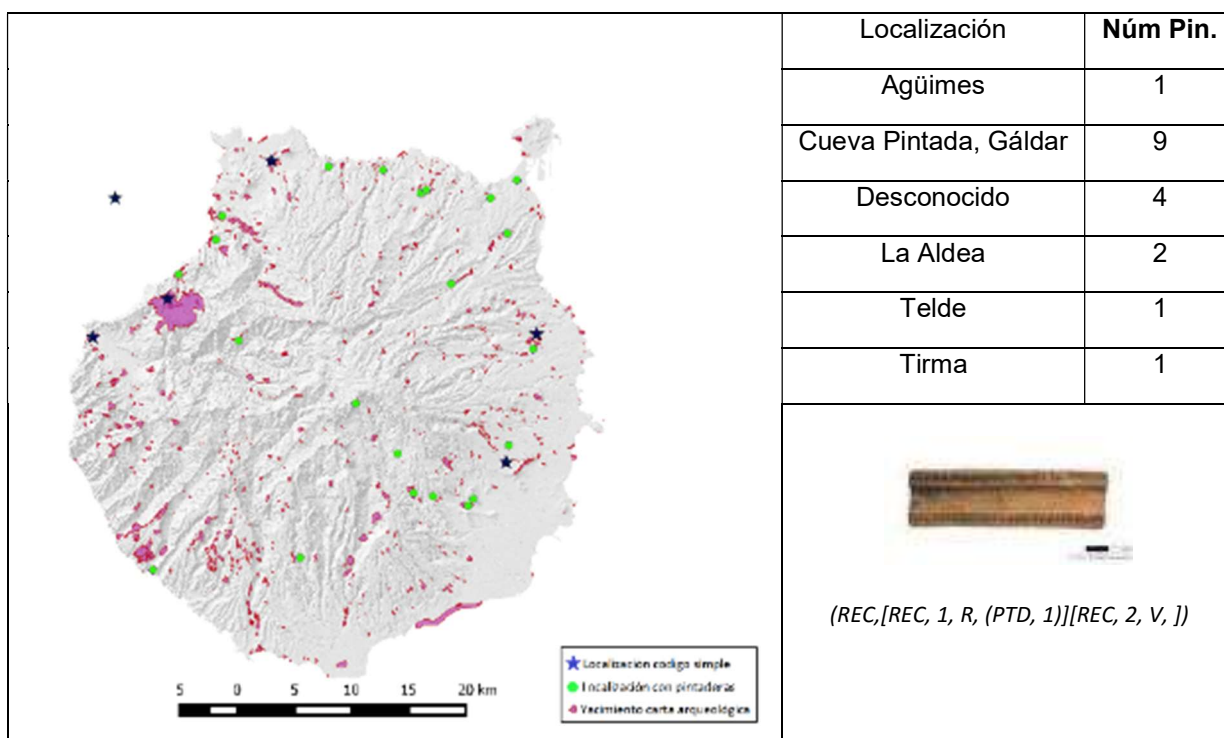 Localización Núm Pin.
Agüimes 1
Cueva Pintada, Gáldar 9
Desconocido 4
La Aldea 2
Telde 1
Tirma 1
(REC,[REC, 1, R, (PTD, 1)][REC, 2, V, ])
Localizacion codigo simple
Localización con pintaderas
Yacimiento carta arqueológica
5 0 5 10 15 20 km